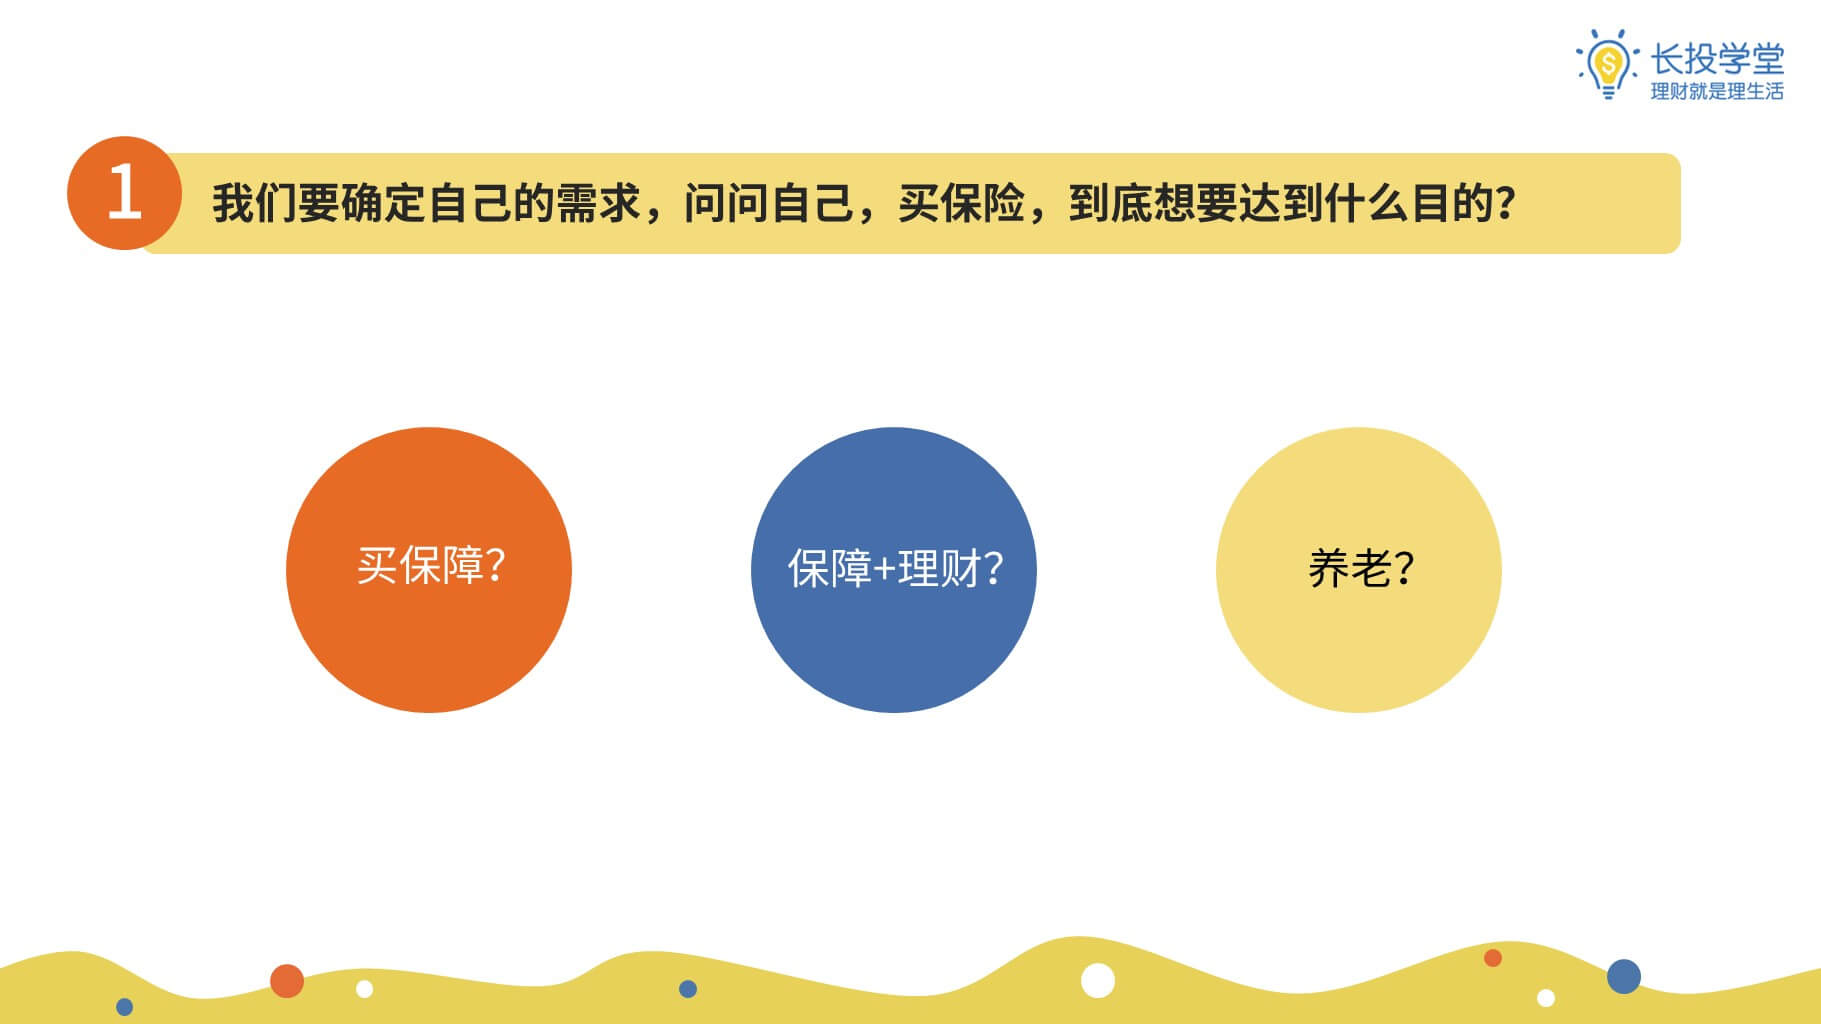 长投学堂
理财就是理生活
1
我们要确定自己的需求，问问自己，买保险，到底想要达到什么目的？
买保障？
保障+理财？
养老？